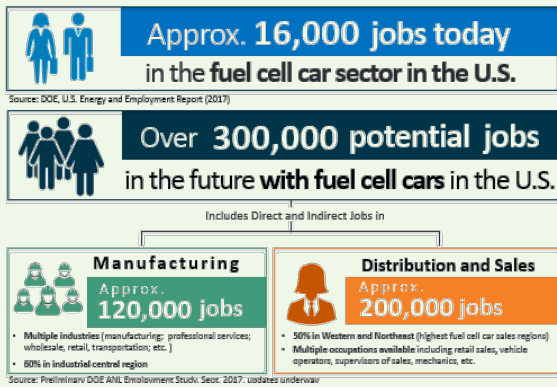 Approx. 16,000 jobs today
in the fuel cell car sector in the U.S.
Source: DOE, U.S. Energy and Employment Report (2017)
Over 300,000 potential jobs
in the future with fuel cell cars in the U.S.
Includes Direct and Indirect Jobs in
Manufacturing
Approx.
120,000 jobs
• Multiple industries (manufacturing; professional services;
wholesale, retail, transportation; etc. )
• 60% in industrial central region
Distribution and Sales
Approx.
200,000 jobs
• 50% in Western and Northeast (highest fuel cell car sales regions)
• Multiple occupations available including retail sales, vehicle
operators, supervisors of sales, mechanics, etc.
Source: Preliminary DOE ANL Employment Study, Sept. 2017, updates underway